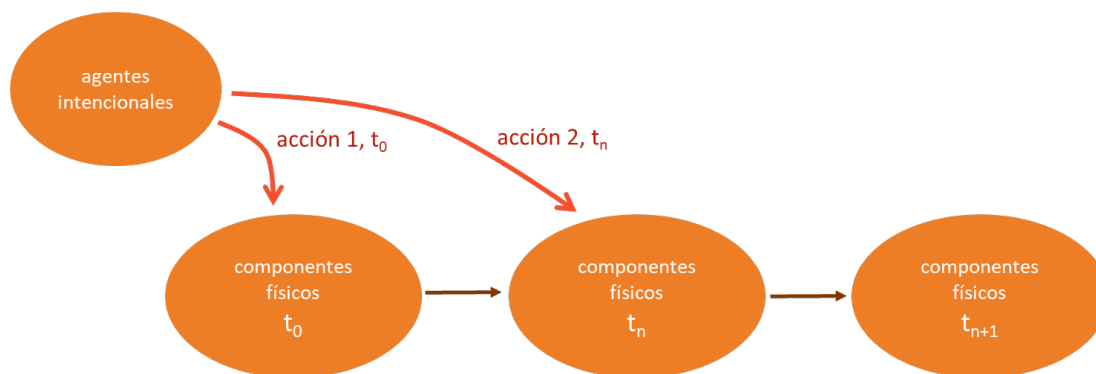 agentes
intencionales
acción 1, t₀
acción 2, tₙ
componentes
físicos
t₀
componentes
físicos
tₙ
componentes
físicos
tₙ₊₁